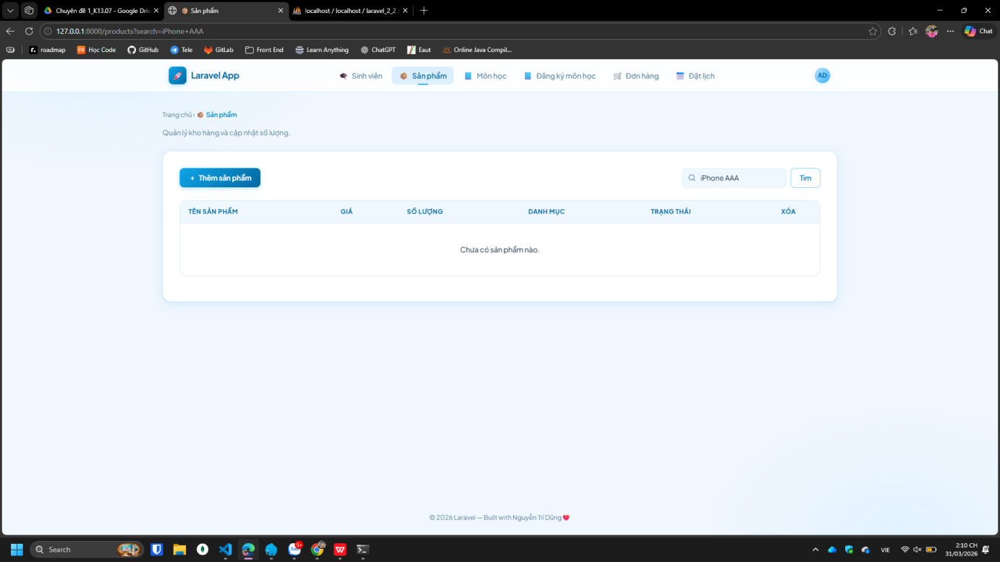 Chuyên đề 1_K13.07 - Google Driv
Sản phẩm
localhost / localhost / laravel_2_2 /
127.0.0.1:8000/products?search=iPhone+AAA
Chat
roadmap
Học Code
GitHub
Tele
GitLab
Front End
Learn Anything
ChatGPT
Eaut
Online Java Compil...
Laravel App
Sinh viên
Sản phẩm
Môn học
Đăng ký môn học
Đơn hàng
Đặt lịch
AD
Trang chủ › Sản phẩm
Quản lý kho hàng và cập nhật số lượng.
+ Thêm sản phẩm
iPhone AAA
Tìm
TÊN SẢN PHẨM
GIÁ
SỐ LƯỢNG
DANH MỤC
TRẠNG THÁI
XÓA
Chưa có sản phẩm nào.
© 2026 Laravel — Built with Nguyễn Trí Dũng
Search
5+
VIE
2:10 CH
31/03/2026